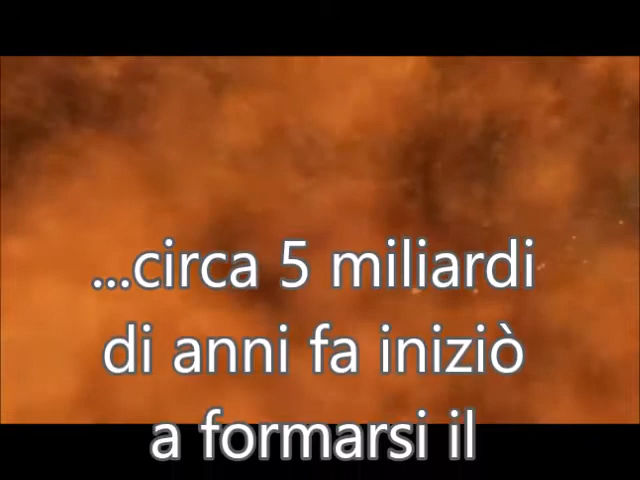 ...circa 5 miliardi
di anni fa iniziò
a formarsi il